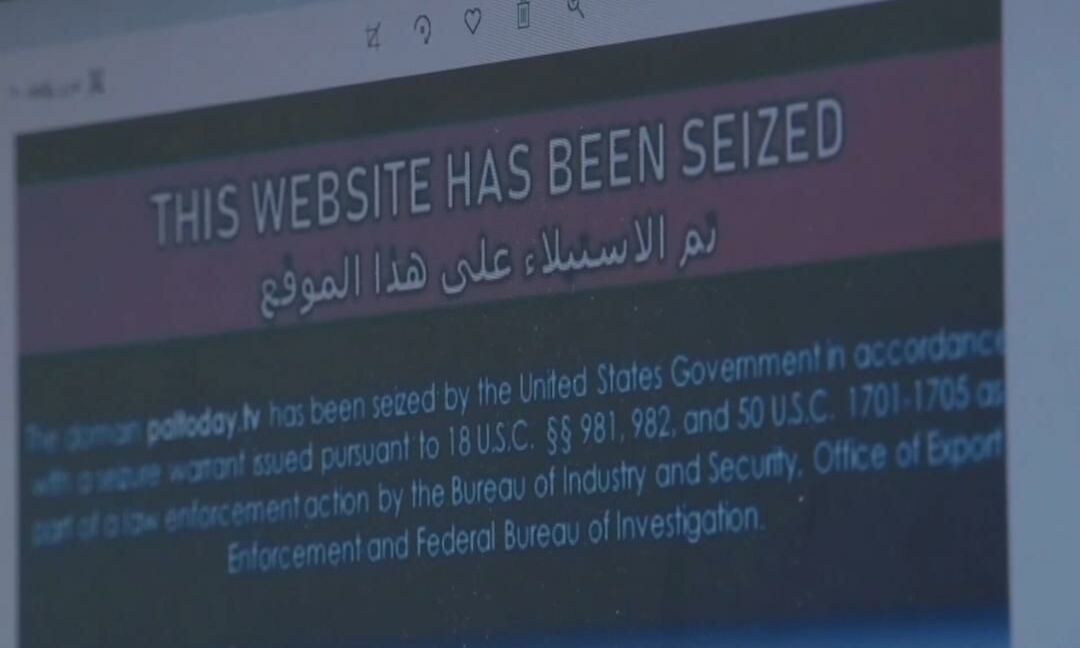 THIS WEBSITE HAS BEEN SEIZED
تم الاستيلاء على هذا الموقع
The domain paltoday.tv has been seized by the United States Government in accordance
with a seizure warrant issued pursuant to 18 U.S.C. §§ 981, 982, and 50 U.S.C. 1701-1705 as
part of a law enforcement action by the Bureau of Industry and Security, Office of Export
Enforcement and Federal Bureau of Investigation.